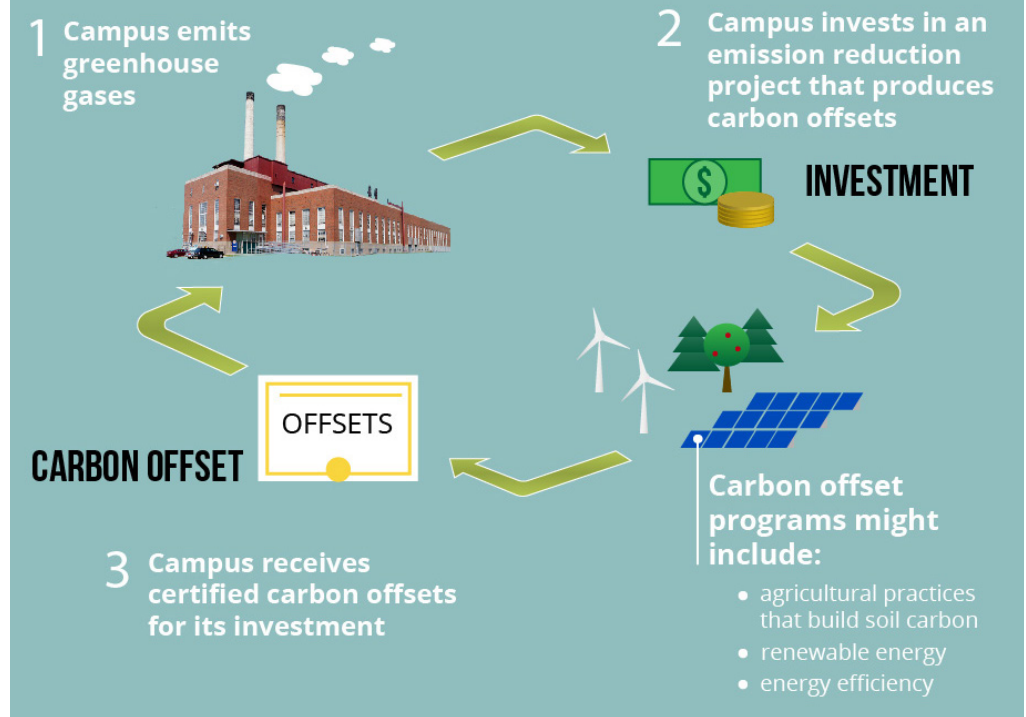 1 Campus emits
greenhouse
gases
2 Campus invests in an
emission reduction
project that produces
carbon offsets
$
INVESTMENT
OFFSETS
CARBON OFFSET
3 Campus receives
certified carbon offsets
for its investment
Carbon offset
programs might
include:
• agricultural practices
that build soil carbon
• renewable energy
• energy efficiency